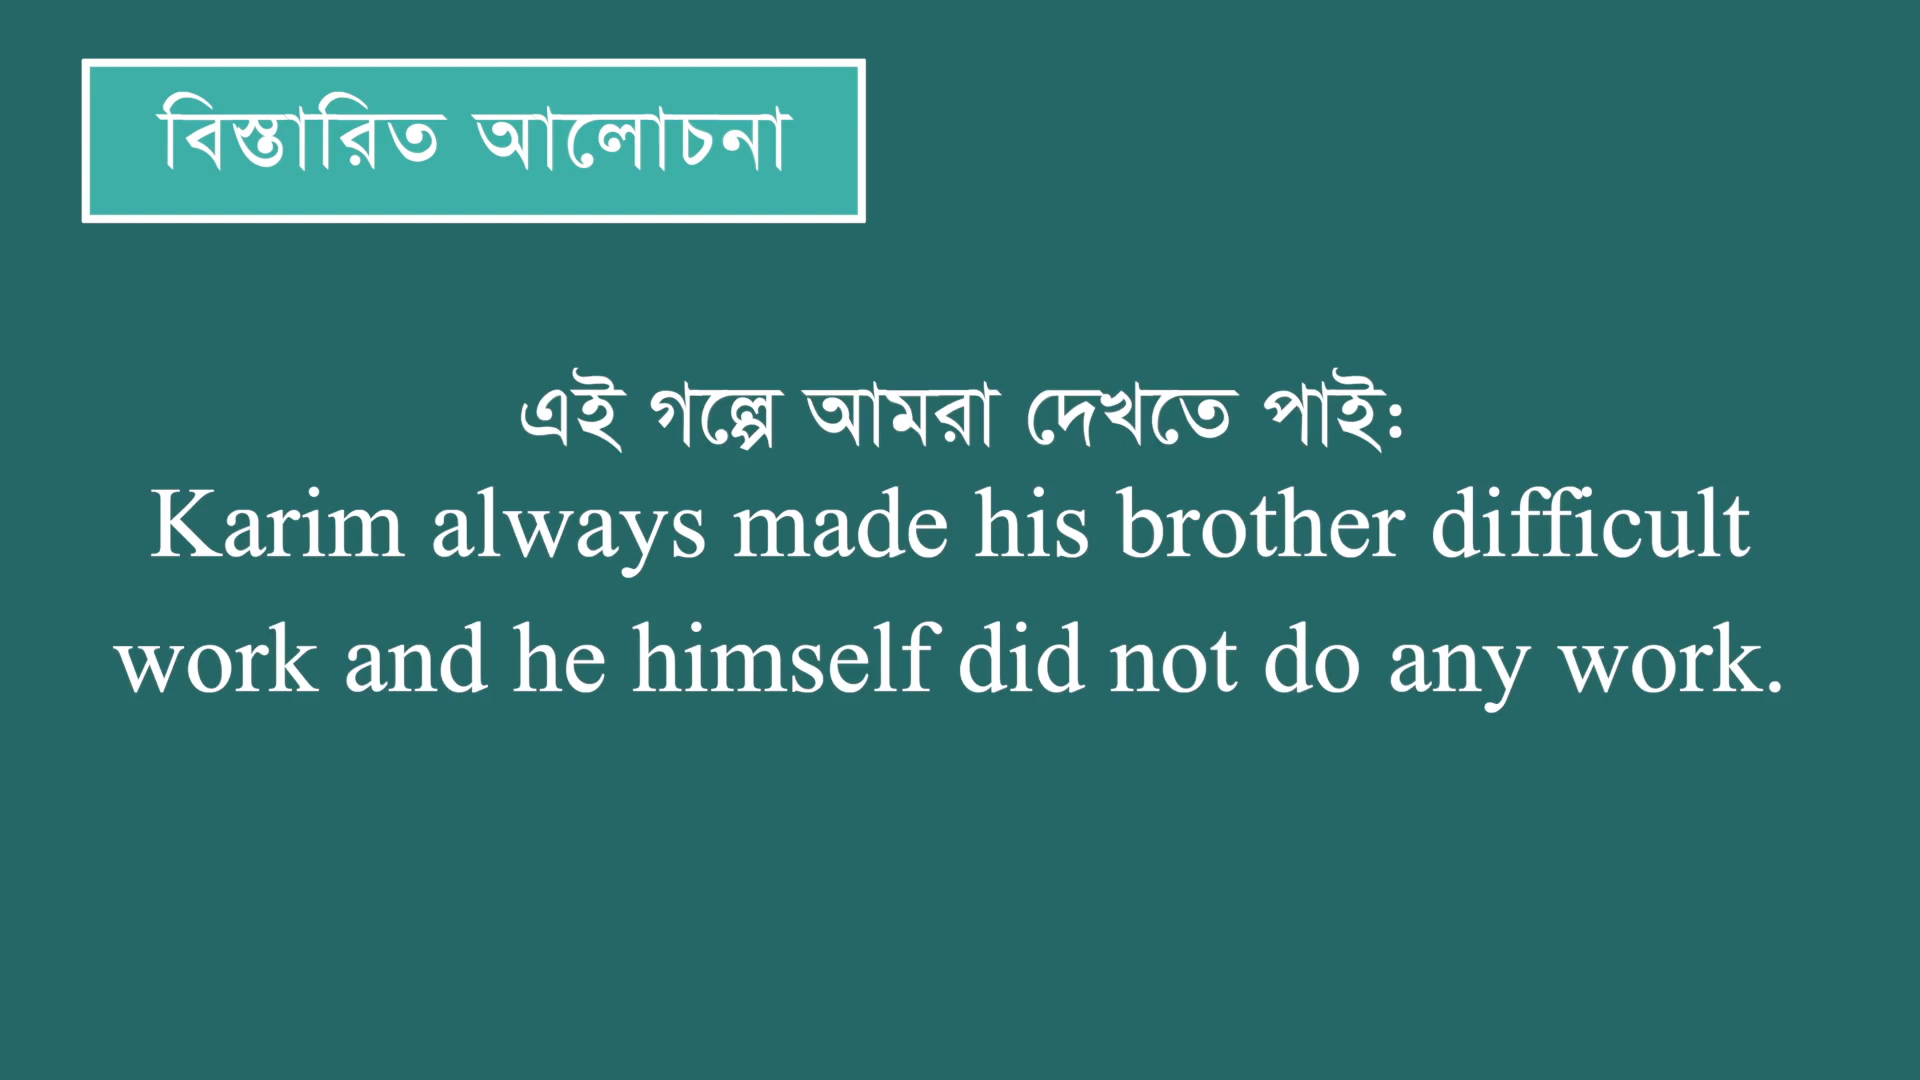 বিস্তারিত আলোচনা
এই গল্পে আমরা দেখতে পাই:
Karim always made his brother difficult
work and he himself did not do any work.